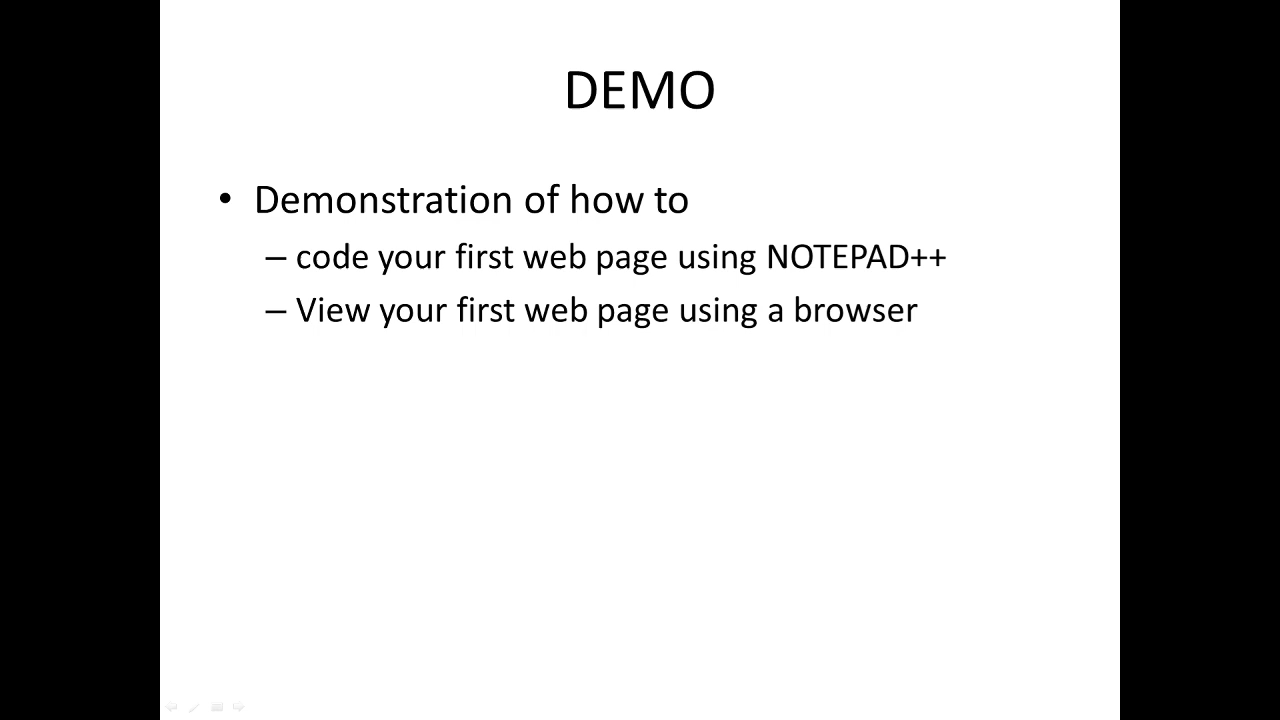 DEMO
• Demonstration of how to
– code your first web page using NOTEPAD++
– View your first web page using a browser